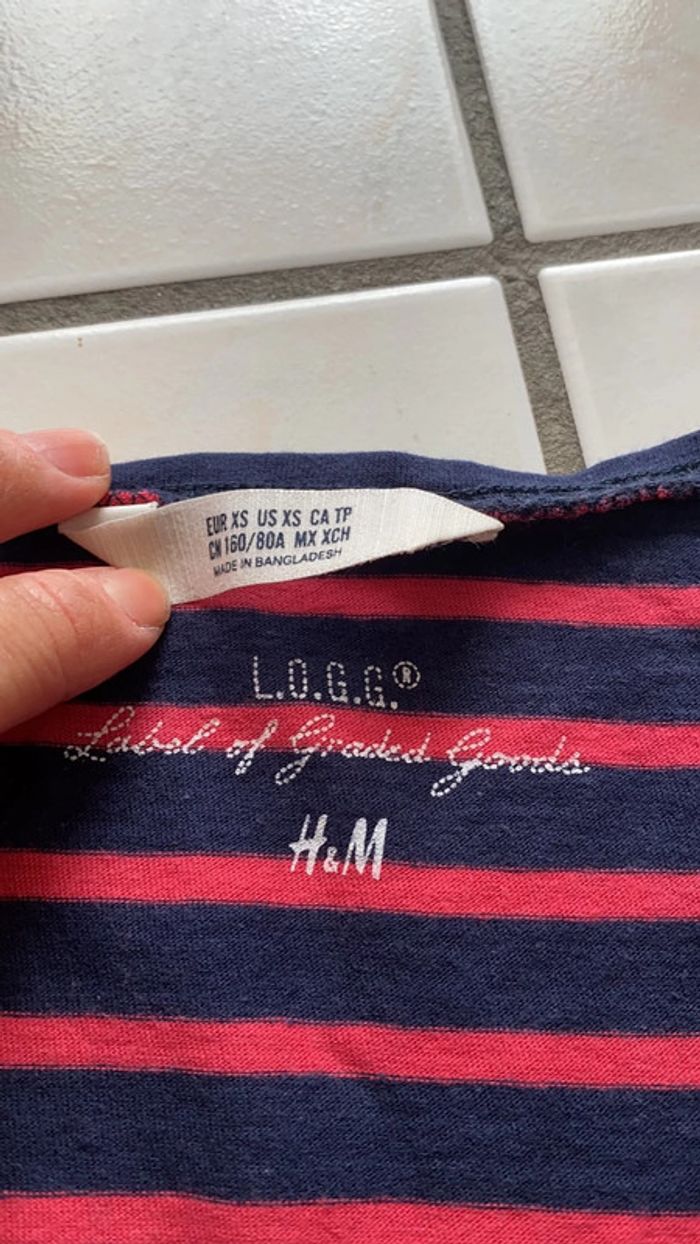 EUR XS US XS CA TP
CN 160/80A MX XCH
MADE IN BANGLADESH
L.O.G.G.®
Label of Graded Goods
H&M